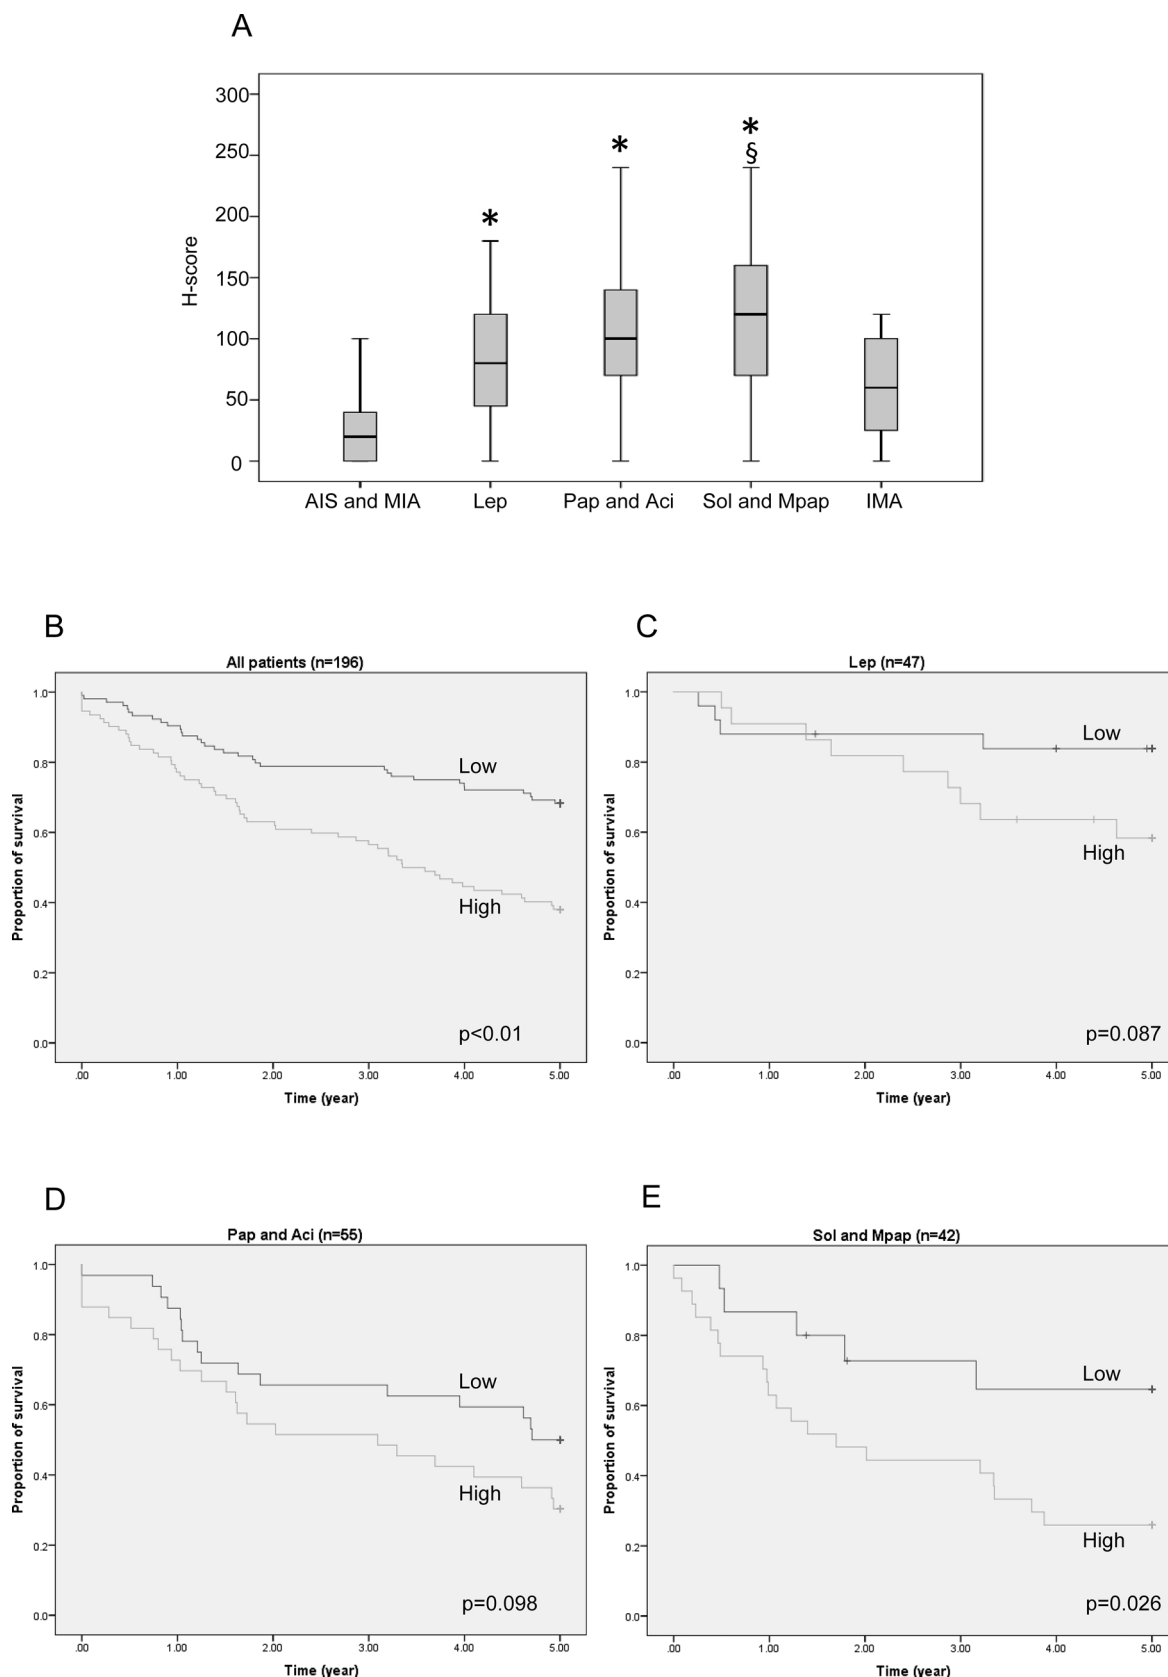 A
H-score
300
250
200
150
100
50
0
*
*
*
§
AIS and MIA
Lep
Pap and Aci
Sol and Mpap
IMA
B
All patients (n=196)
Proportion of survival
1.0
0.8
0.6
0.4
0.2
0.0
Low
High
p<0.01
.00
1.00
2.00
3.00
4.00
5.00
Time (year)
C
Lep (n=47)
Proportion of survival
1.0
0.8
0.6
0.4
0.2
0.0
Low
High
p=0.087
.00
1.00
2.00
3.00
4.00
5.00
Time (year)
D
Pap and Aci (n=55)
Proportion of survival
1.0
0.8
0.6
0.4
0.2
0.0
Low
High
p=0.098
.00
1.00
2.00
3.00
4.00
5.00
Time (year)
E
Sol and Mpap (n=42)
Proportion of survival
1.0
0.8
0.6
0.4
0.2
0.0
Low
High
p=0.026
.00
1.00
2.00
3.00
4.00
5.00
Time (year)